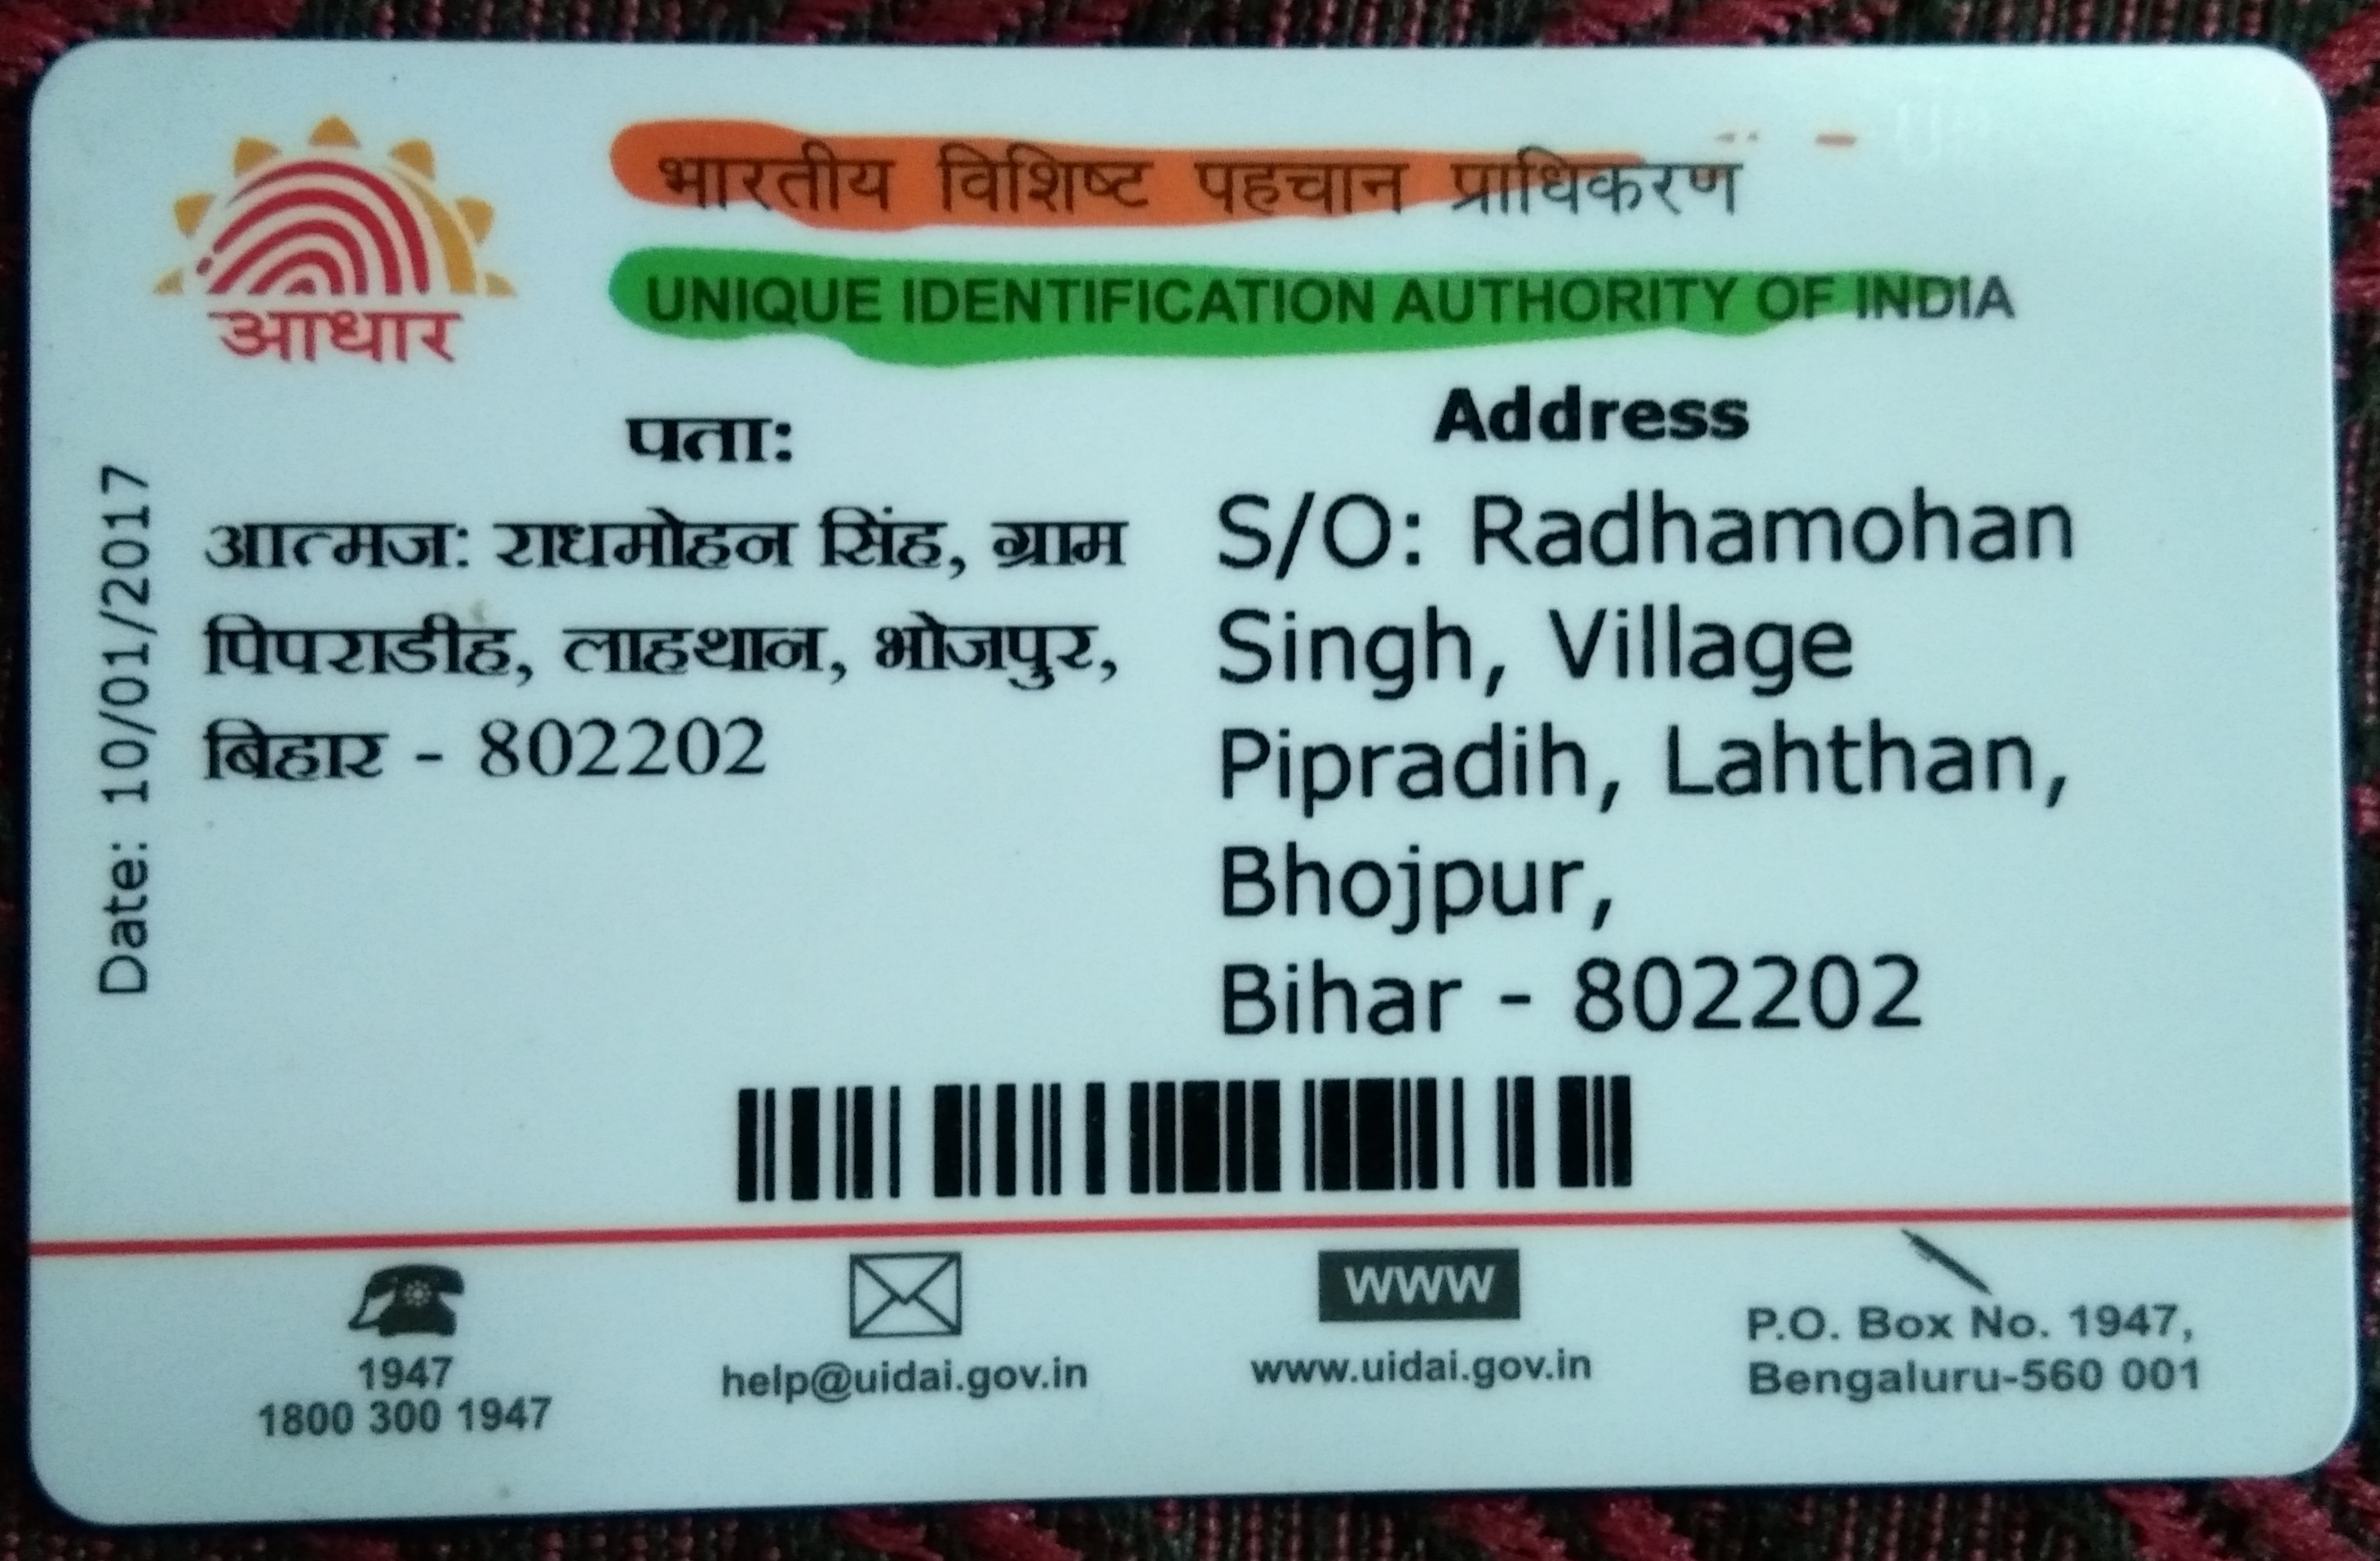 भारतीय विशिष्ट पहचान प्राधिकरण
UNIQUE IDENTIFICATION AUTHORITY OF INDIA
आधार
पता:
आत्मज: राधमोहन सिंह, ग्राम
पिपराडीह, लाहथान, भोजपुर,
बिहार - 802202
Address
S/O: Radhamohan
Singh, Village
Pipradih, Lahthan,
Bhojpur,
Bihar - 802202
Date: 10/01/2017
1947
1800 300 1947
help@uidai.gov.in
WWW
www.uidai.gov.in
P.O. Box No. 1947,
Bengaluru-560 001